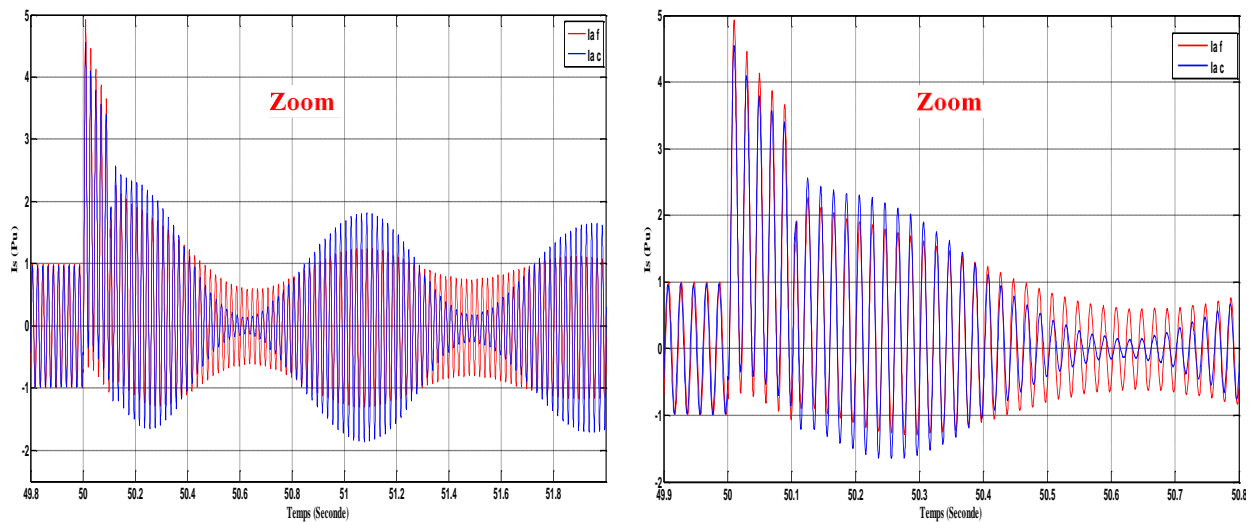 5
4
3
2
1
0
-1
-2
Is (Pu)
49.8 50 50.2 50.4 50.6 50.8 51 51.2 51.4 51.6 51.8
Temps (Seconde)
Zoom
Ia f
Ia c
5
4
3
2
1
0
-1
-2
Is (Pu)
49.9 50 50.1 50.2 50.3 50.4 50.5 50.6 50.7 50.8
Temps (Seconde)
Zoom
Ia f
Ia c